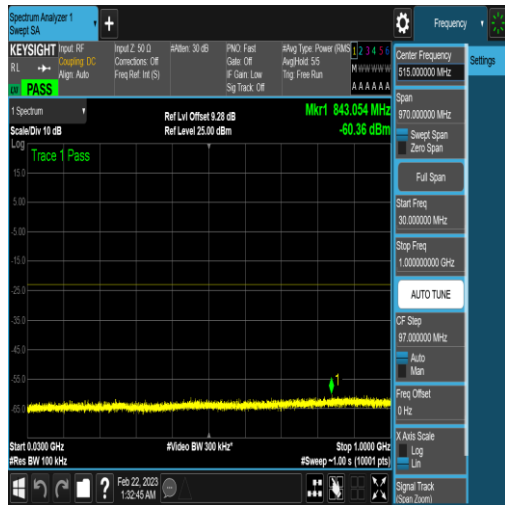 Spectrum Analyzer 1
Swept SA
+
Frequency
KEYSIGHT
Input: RF
Coupling: DC
Align: Auto
Input Z: 50 Ω
Corrections: Off
Freq Ref: Int (S)
#Atten: 30 dB
PNO: Fast
Gate: Off
IF Gain: Low
Sig Track: Off
#Avg Type: Power (RMS
Avg|Hold: 5/5
Trig: Free Run
1 2 3 4 5 6
M W W W W W
A A A A A A
R L
PASS
1 Spectrum
Scale/Div 10 dB
Ref Lvl Offset 9.28 dB
Ref Level 25.00 dBm
Mkr1 843.054 MHz
-60.36 dBm
Log
Trace 1 Pass
15.0
5.00
-5.00
-15.0
-25.0
-35.0
-45.0
-55.0
-65.0
1
Start 0.0300 GHz
#Res BW 100 kHz
#Video BW 300 kHz*
Stop 1.0000 GHz
#Sweep ~1.00 s (10001 pts)
Center Frequency
515.000000 MHz
Settings
Span
970.000000 MHz
Swept Span
Zero Span
Full Span
Start Freq
30.000000 MHz
Stop Freq
1.000000000 GHz
AUTO TUNE
CF Step
97.000000 MHz
Auto
Man
Freq Offset
0 Hz
X Axis Scale
Log
Lin
Signal Track
(Span Zoom)
?
Feb 22, 2023
1:32:45 AM